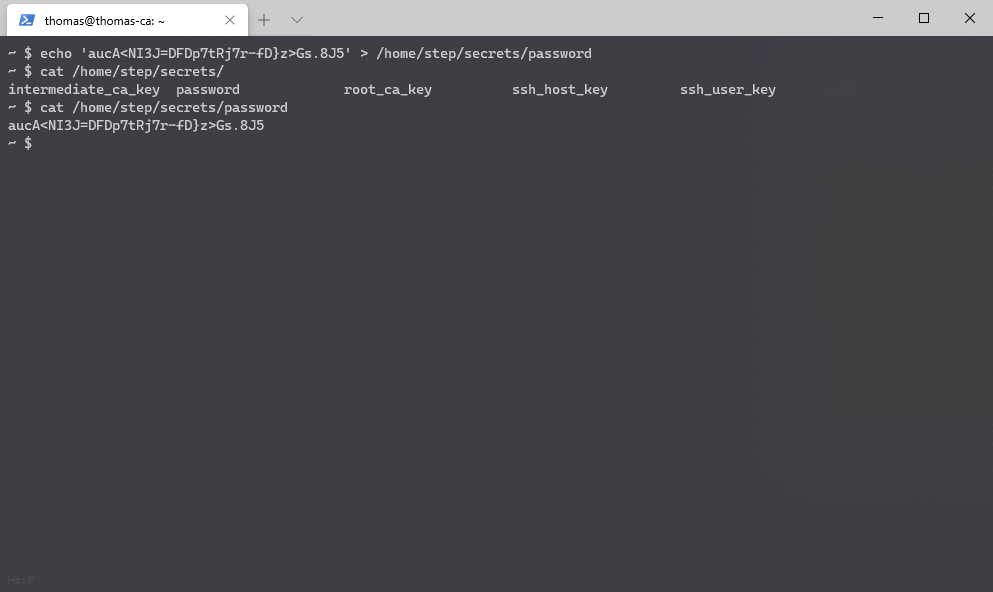 thomas@thomas-ca: ~
~ $ echo 'aucA<NI3J=DFDp7tRj7r-fD}z>Gs.8J5' > /home/step/secrets/password
~ $ cat /home/step/secrets/
intermediate_ca_key  password             root_ca_key          ssh_host_key         ssh_user_key
~ $ cat /home/step/secrets/password
aucA<NI3J=DFDp7tRj7r-fD}z>Gs.8J5
~ $